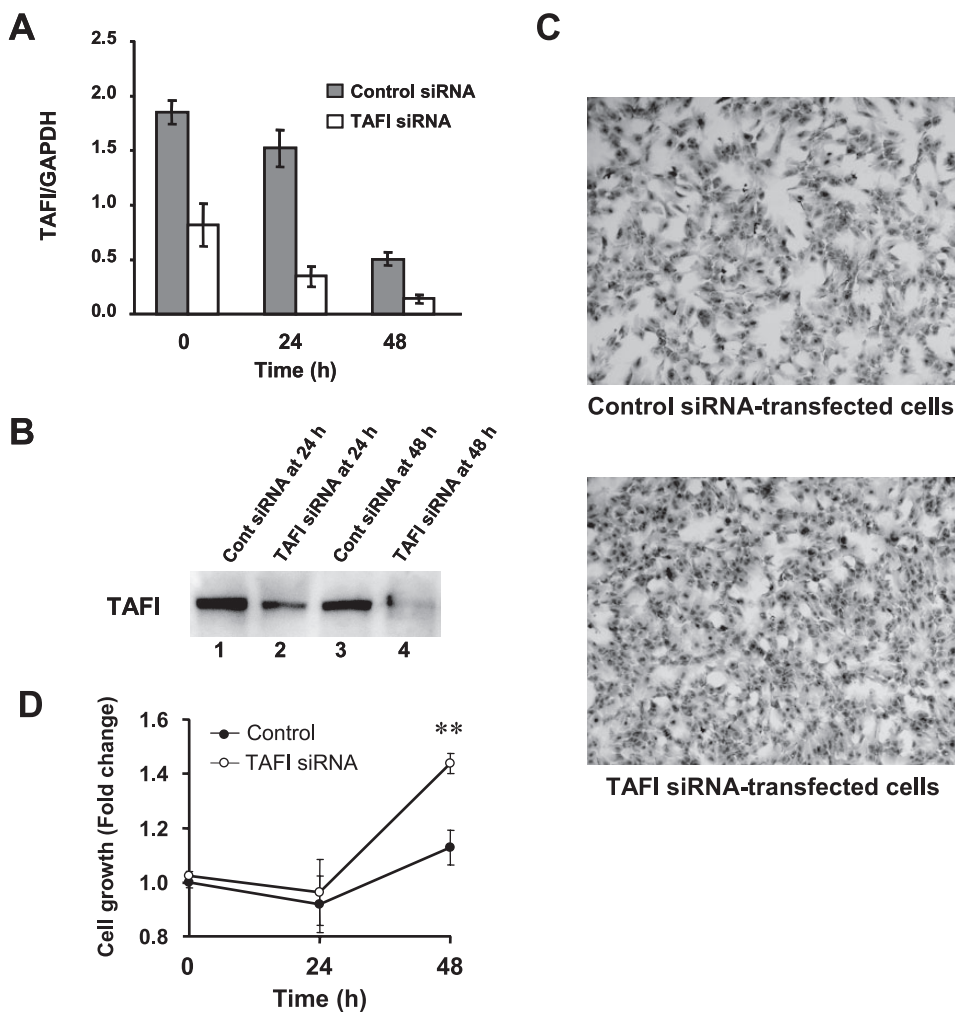 A
2.5
2.0
1.5
1.0
0.5
0.0
TAFI/GAPDH
Control siRNA
TAFI siRNA
0
24
48
Time (h)
B
Cont siRNA at 24 h
TAFI siRNA at 24 h
Cont siRNA at 48 h
TAFI siRNA at 48 h
TAFI
1
2
3
4
C
Control siRNA-transfected cells
TAFI siRNA-transfected cells
D
1.6
1.4
1.2
1.0
0.8
Cell growth (Fold change)
Control
TAFI siRNA
**
0
24
48
Time (h)